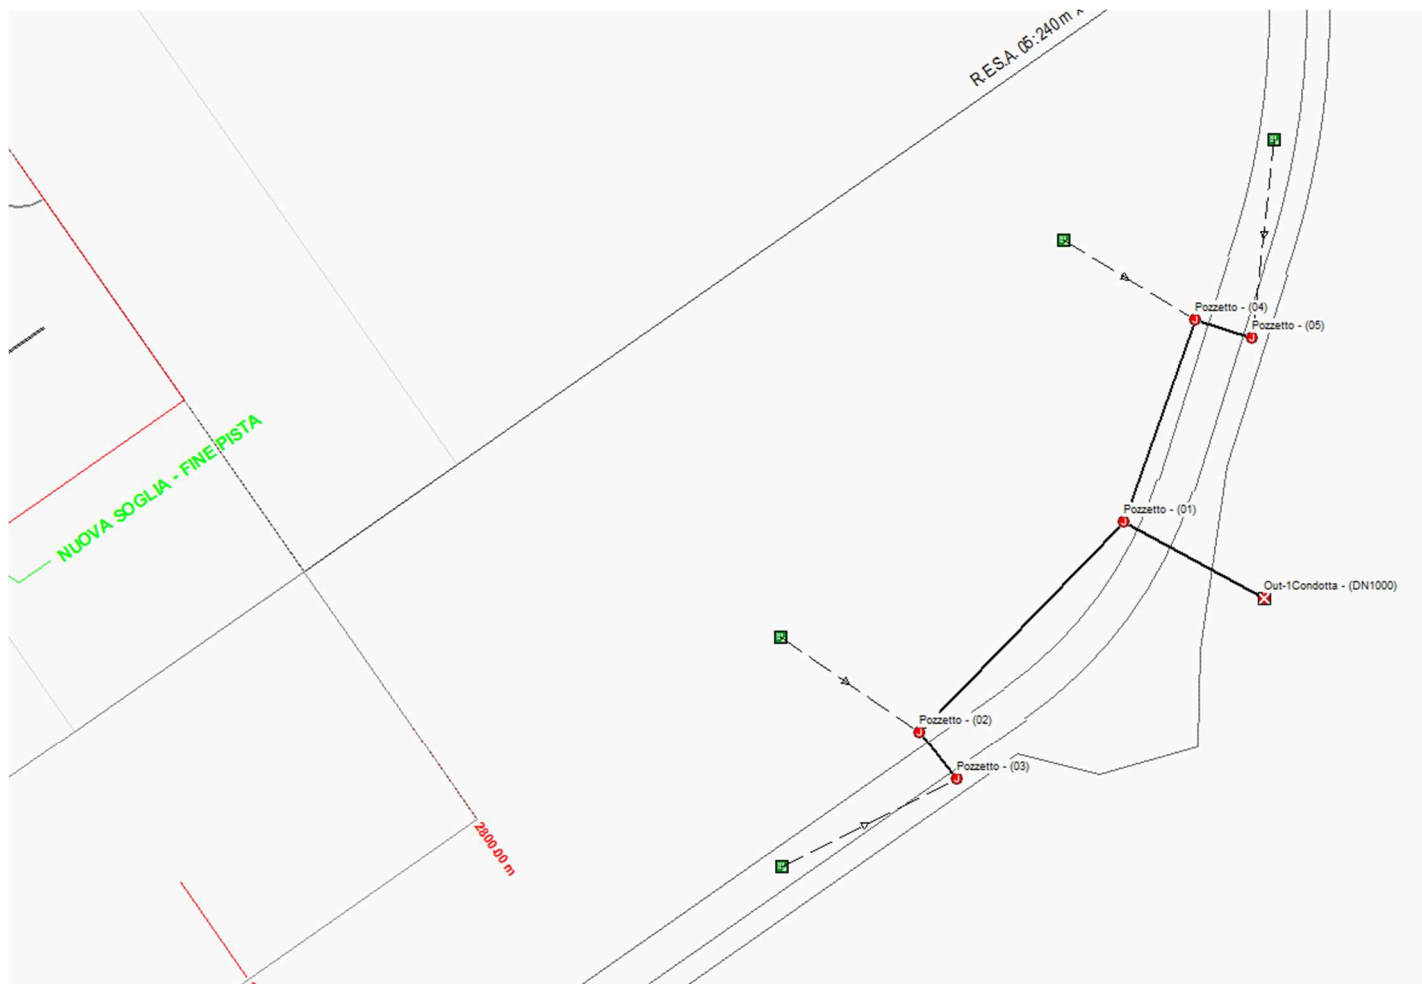 R.E.S.A. 05: 240 m x
Pozzetto - (04)
Pozzetto - (05)
NUOVA SOGLIA - FINE PISTA
Pozzetto - (01)
Out-1Condotta - (DN1000)
Pozzetto - (02)
Pozzetto - (03)
2800.00 m